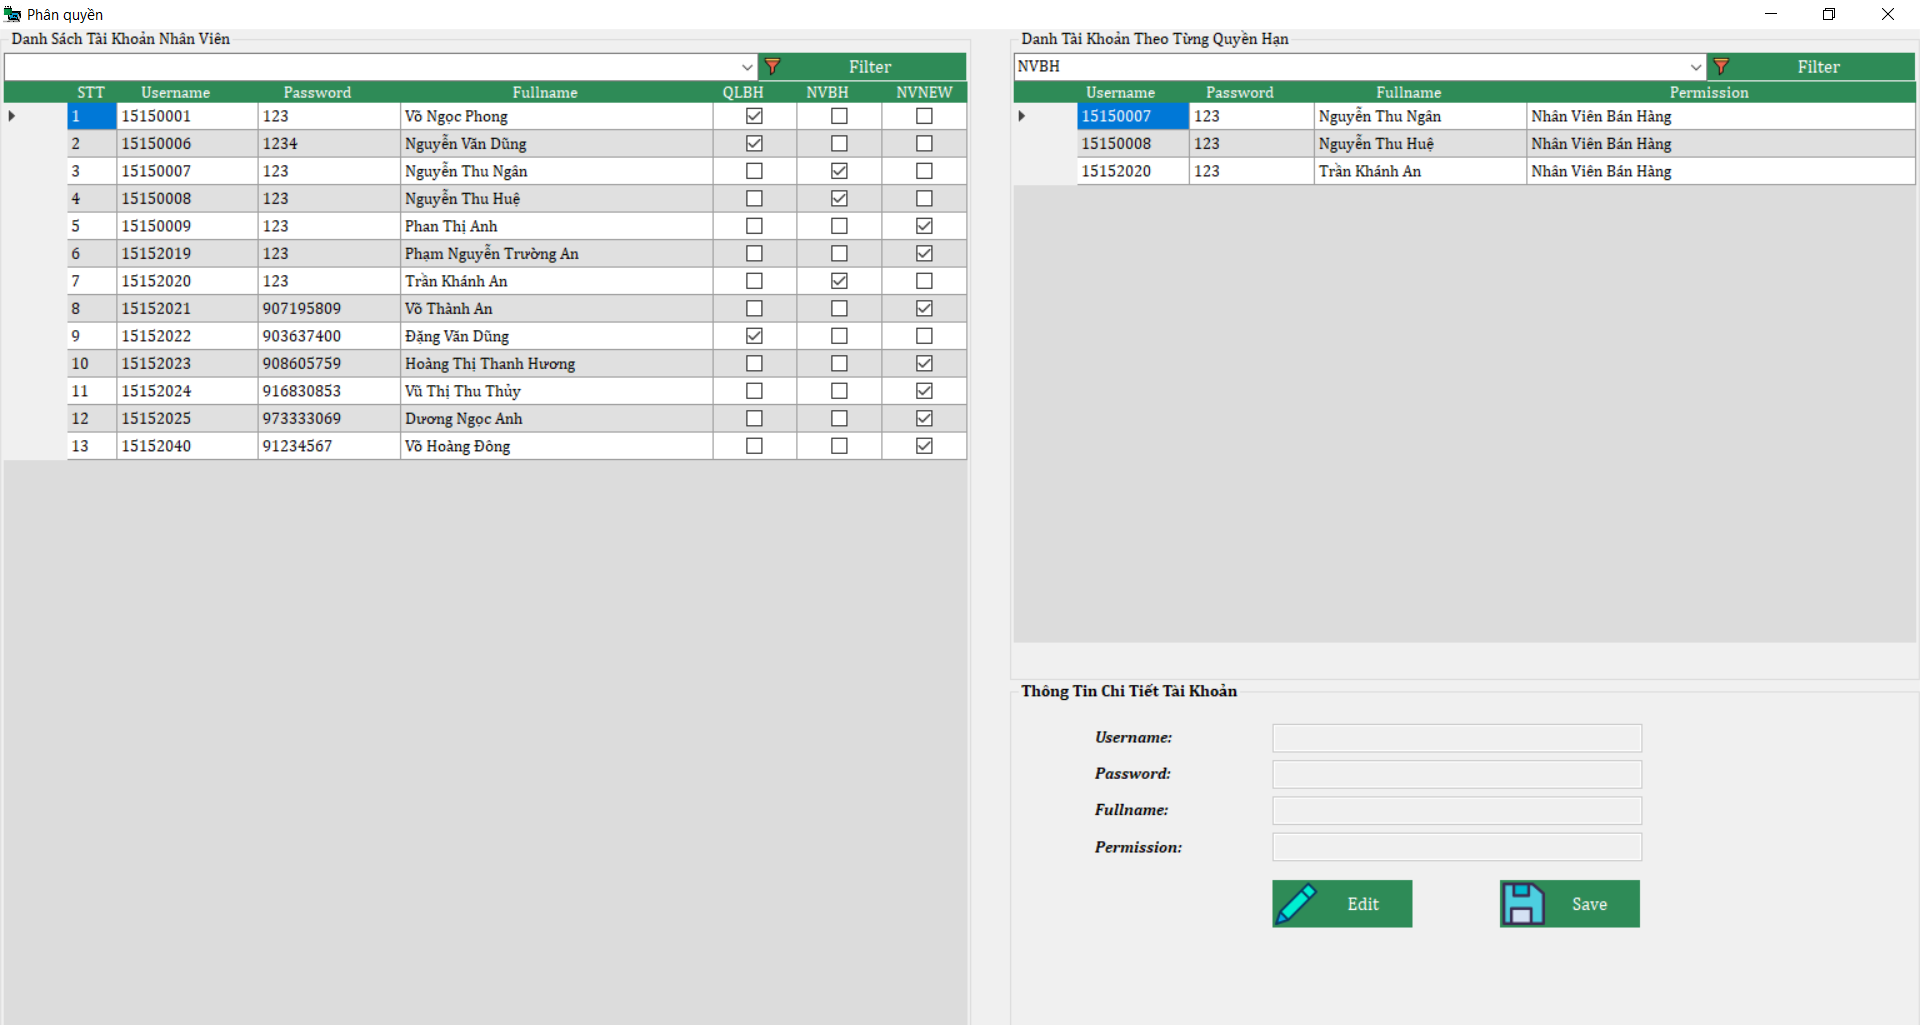 Phân quyền
Danh Sách Tài Khoản Nhân Viên
Filter
STT Username Password Fullname QLBH NVBH NVNEW
1 15150001 123 Võ Ngọc Phong
2 15150006 1234 Nguyễn Văn Dũng
3 15150007 123 Nguyễn Thu Ngân
4 15150008 123 Nguyễn Thu Huệ
5 15150009 123 Phan Thị Anh
6 15152019 123 Phạm Nguyễn Trường An
7 15152020 123 Trần Khánh An
8 15152021 907195809 Võ Thành An
9 15152022 903637400 Đặng Văn Dũng
10 15152023 908605759 Hoàng Thị Thanh Hương
11 15152024 916830853 Vũ Thị Thu Thủy
12 15152025 973333069 Dương Ngọc Anh
13 15152040 91234567 Võ Hoàng Đông
Danh Tài Khoản Theo Từng Quyền Hạn
NVBH Filter
Username Password Fullname Permission
15150007 123 Nguyễn Thu Ngân Nhân Viên Bán Hàng
15150008 123 Nguyễn Thu Huệ Nhân Viên Bán Hàng
15152020 123 Trần Khánh An Nhân Viên Bán Hàng
Thông Tin Chi Tiết Tài Khoản
Username:
Password:
Fullname:
Permission:
Edit Save